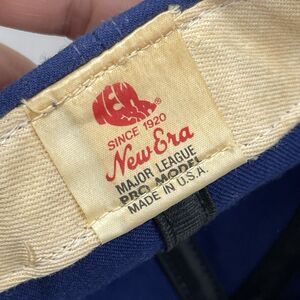 NEW
ERA
®
SINCE 1920
New Era
MAJOR LEAGUE
PRO MODEL
MADE IN U.S.A.